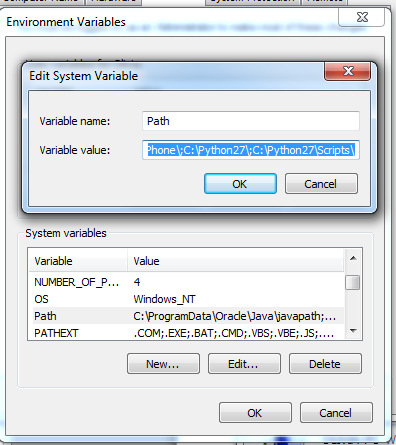 Environment Variables
Edit System Variable
Variable name: Path
Variable value: Phone\;C:\Python27\;C:\Python27\Scripts\
OK Cancel
System variables
Variable Value
NUMBER_OF_P... 4
OS Windows_NT
Path C:\ProgramData\Oracle\Java\javapath;...
PATHEXT .COM;.EXE;.BAT;.CMD;.VBS;.VBE;.JS;....
New... Edit... Delete
OK Cancel